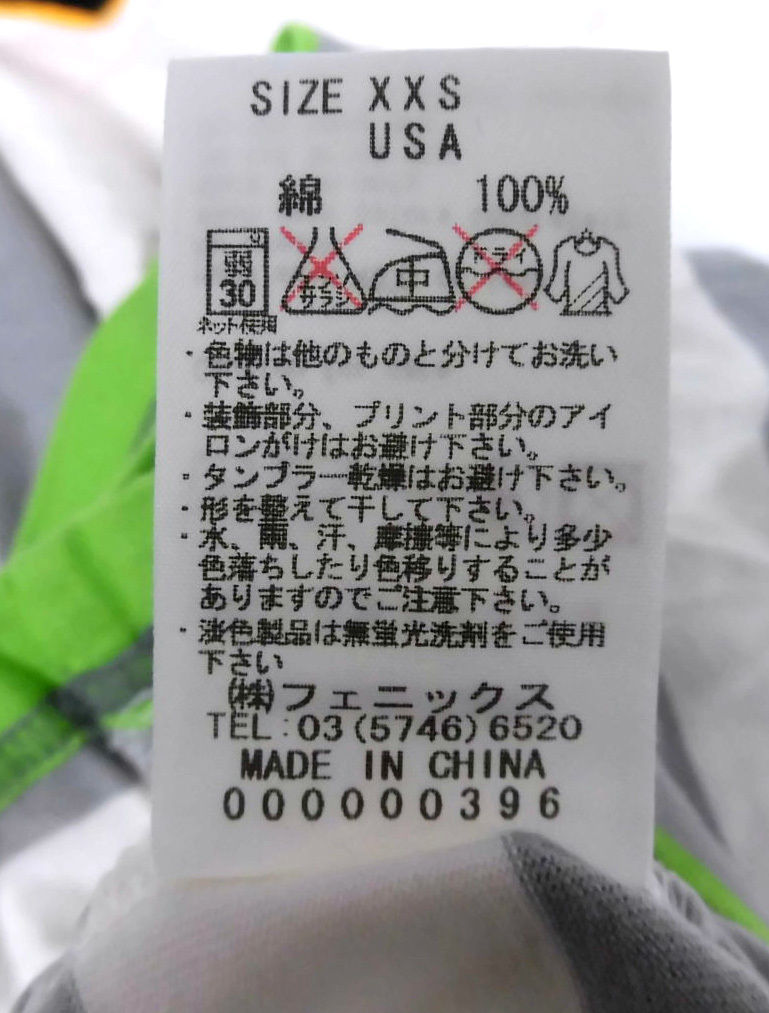 SIZE XXS
USA
綿 100%
弱
30
ネット使用
サラシ
中
ドライ
・色物は他のものと分けてお洗い
下さい。
・装飾部分、プリント部分のアイ
ロンがけはお避け下さい。
・タンブラー乾燥はお避け下さい。
・形を整えて干して下さい。
・水、雨、汗、摩擦等により多少
色落ちしたり色移りすることが
ありますのでご注意下さい。
・淡色製品は無蛍光洗剤をご使用
下さい
㈱フェニックス
TEL:03(5746)6520
MADE IN CHINA
000000396